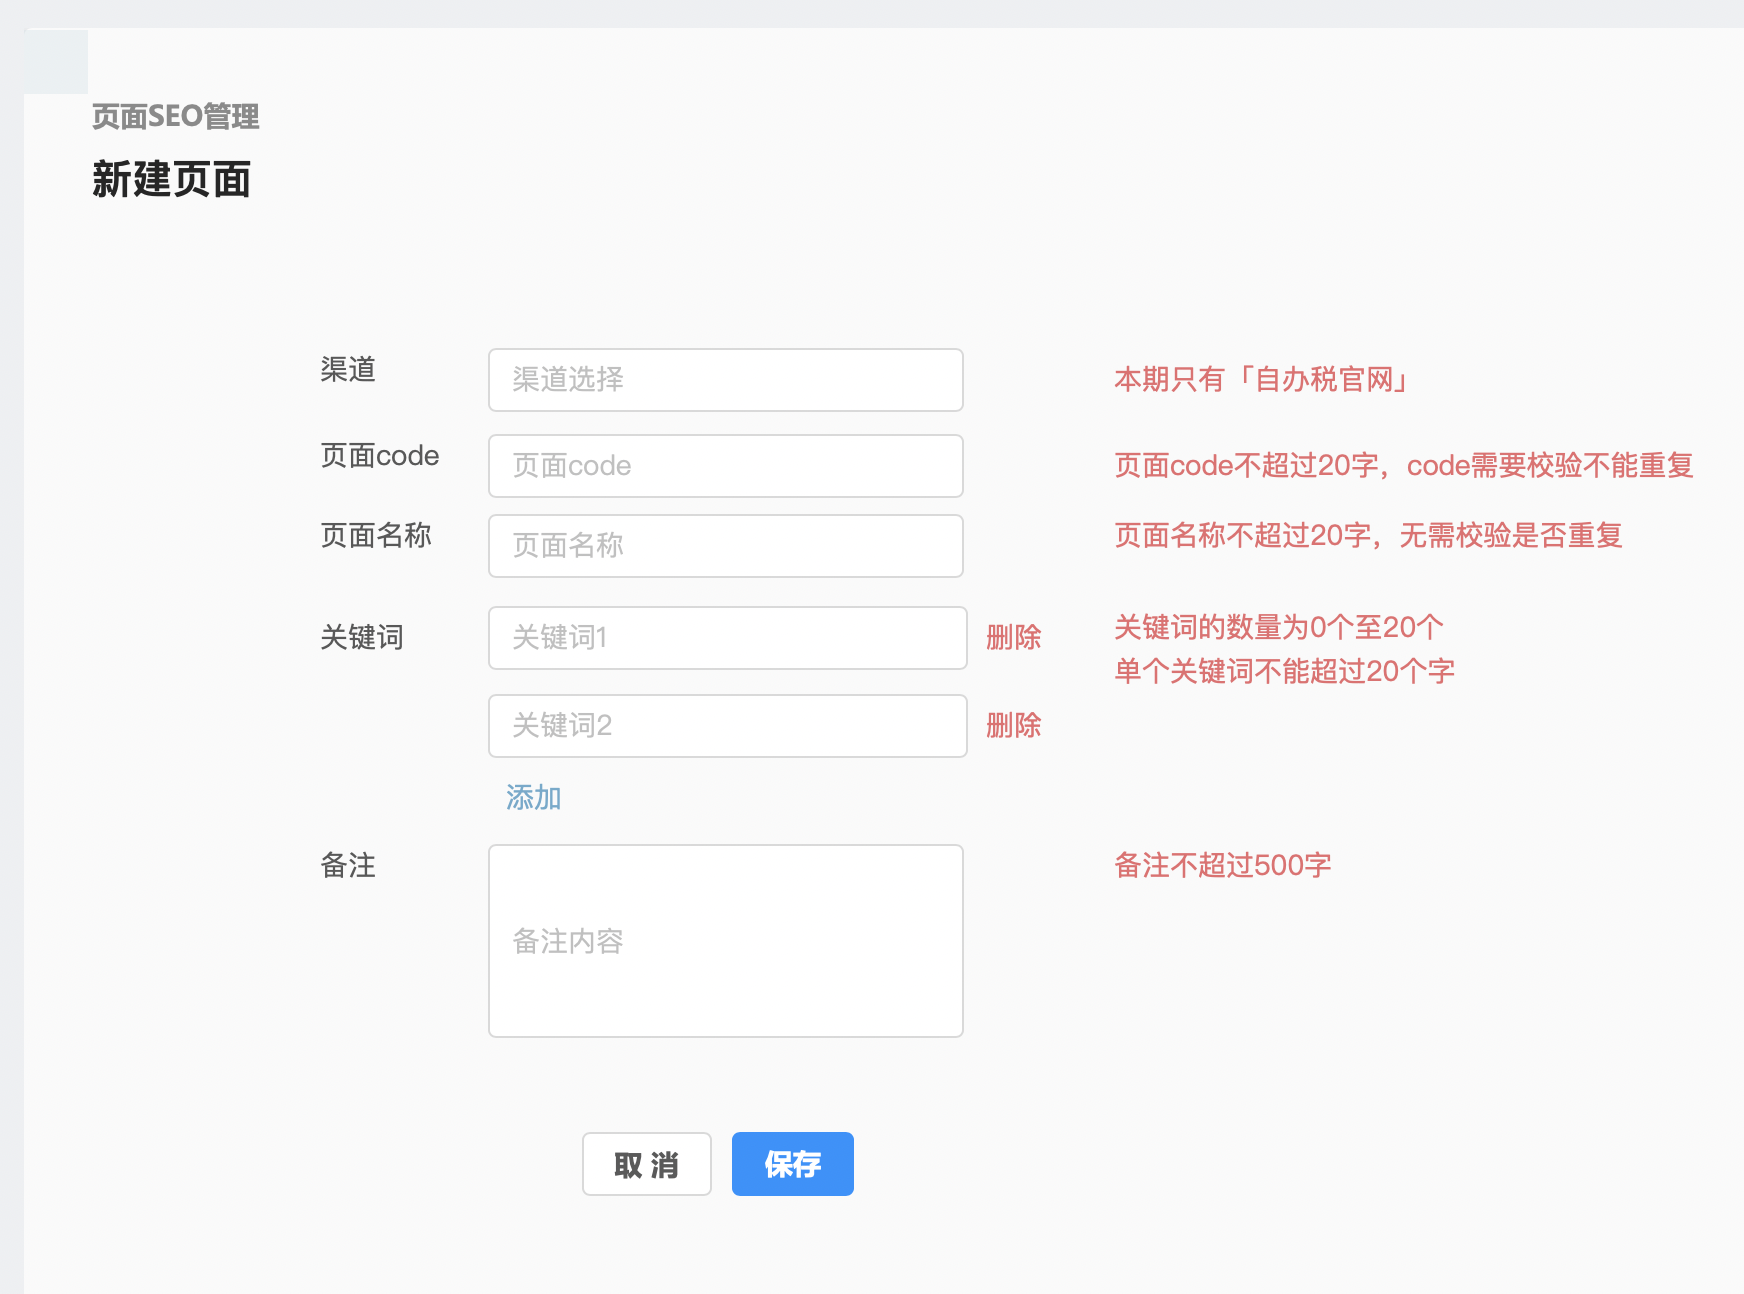 页面SEO管理
新建页面
渠道
渠道选择
本期只有「自办税官网」
页面code
页面code
页面code不超过20字，code需要校验不能重复
页面名称
页面名称
页面名称不超过20字，无需校验是否重复
关键词
关键词1
删除
关键词的数量为0个至20个
单个关键词不能超过20个字
关键词2
删除
添加
备注
备注内容
备注不超过500字
取 消
保存